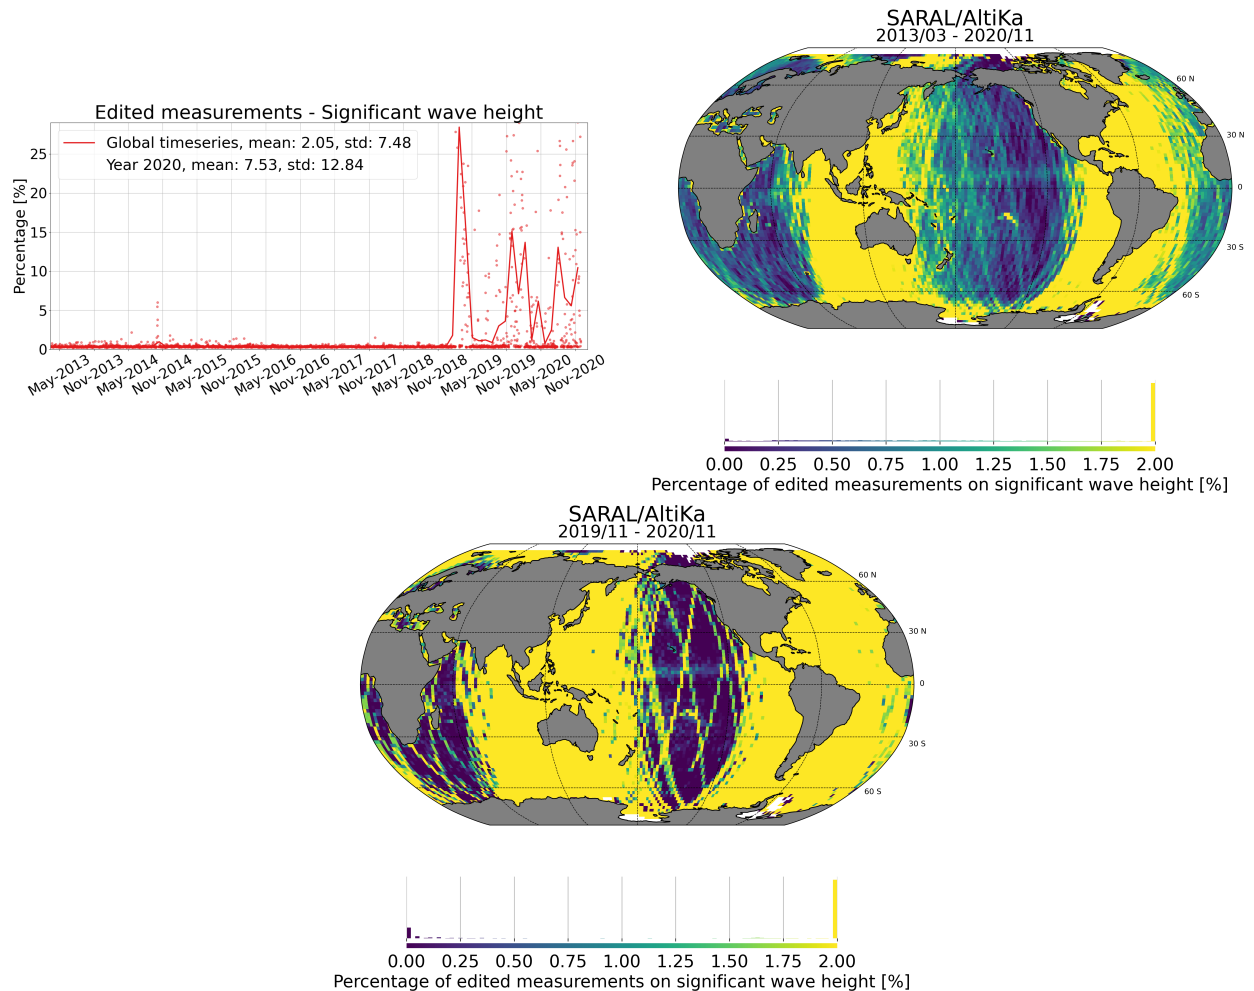 SARAL/AltiKa
2013/03 - 2020/11
60 N
30 N
0
30 S
60 S
0.00 0.25 0.50 0.75 1.00 1.25 1.50 1.75 2.00
Percentage of edited measurements on significant wave height [%]
Edited measurements - Significant wave height
Global timeseries, mean: 2.05, std: 7.48
Year 2020, mean: 7.53, std: 12.84
Percentage [%]
25
20
15
10
5
0
May-2013 Nov-2013 May-2014 Nov-2014 May-2015 Nov-2015 May-2016 Nov-2016 May-2017 Nov-2017 May-2018 Nov-2018 May-2019 Nov-2019 May-2020 Nov-2020
SARAL/AltiKa
2019/11 - 2020/11
60 N
30 N
0
30 S
60 S
0.00 0.25 0.50 0.75 1.00 1.25 1.50 1.75 2.00
Percentage of edited measurements on significant wave height [%]